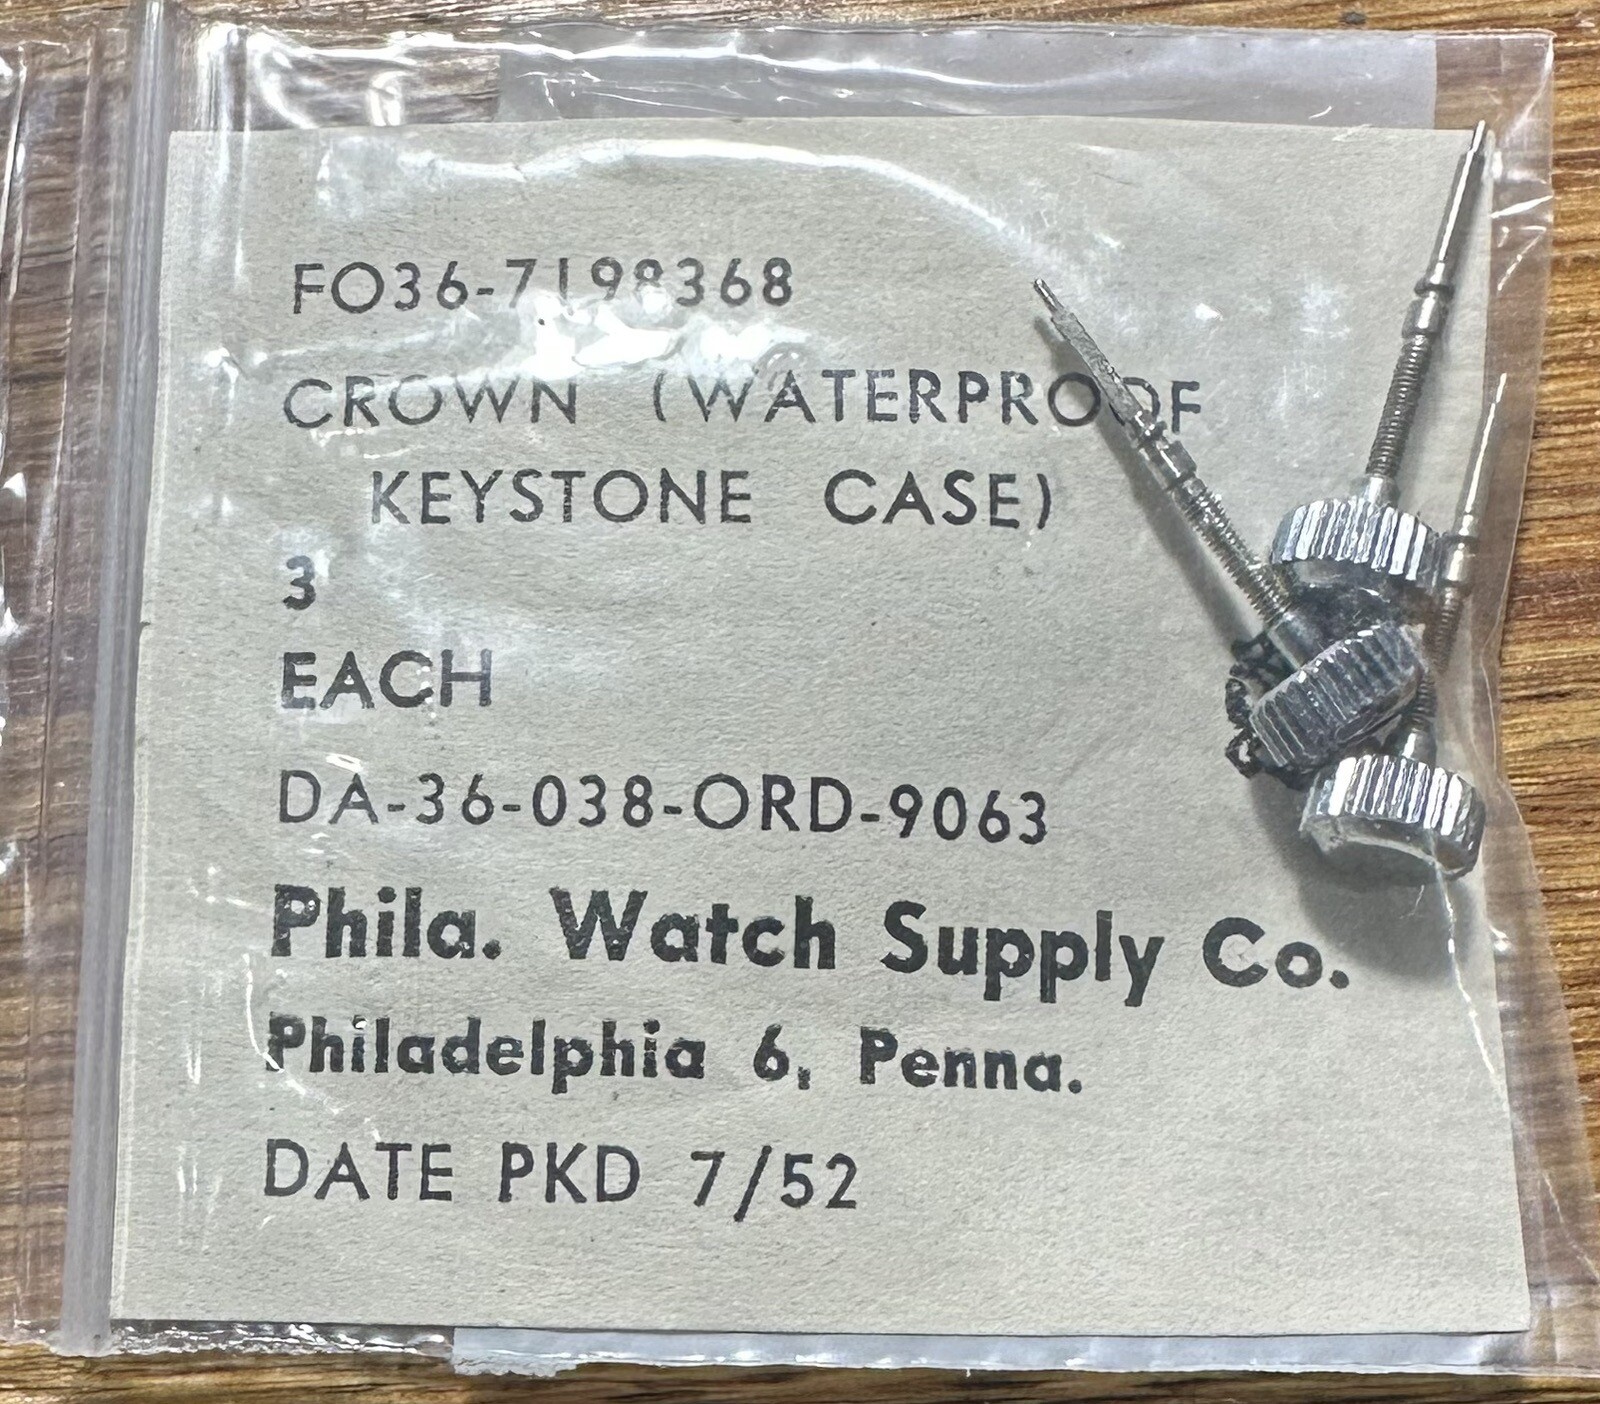 FO36-7198368
CROWN (WATERPROOF
KEYSTONE CASE)
3
EACH
DA-36-038-ORD-9063
Phila. Watch Supply Co.
Philadelphia 6, Penna.
DATE PKD 7/52